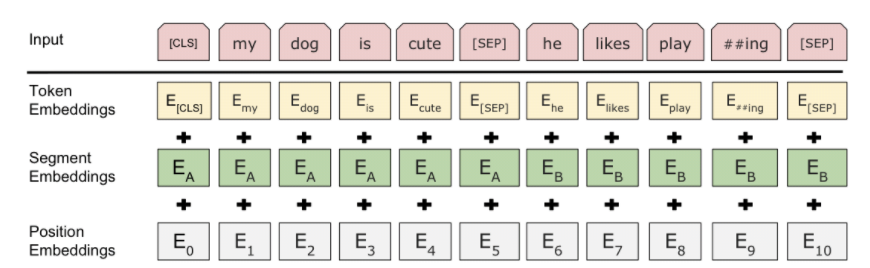 Input [CLS] my dog is cute [SEP] he likes play ##ing [SEP]
Token
Embeddings
E[CLS] Emy Edog Eis Ecute E[SEP] Ehe Elikes Eplay E##ing E[SEP]
+ + + + + + + + + + +
Segment
Embeddings
EA EA EA EA EA EA EB EB EB EB EB
+ + + + + + + + + + +
Position
Embeddings
E0 E1 E2 E3 E4 E5 E6 E7 E8 E9 E10